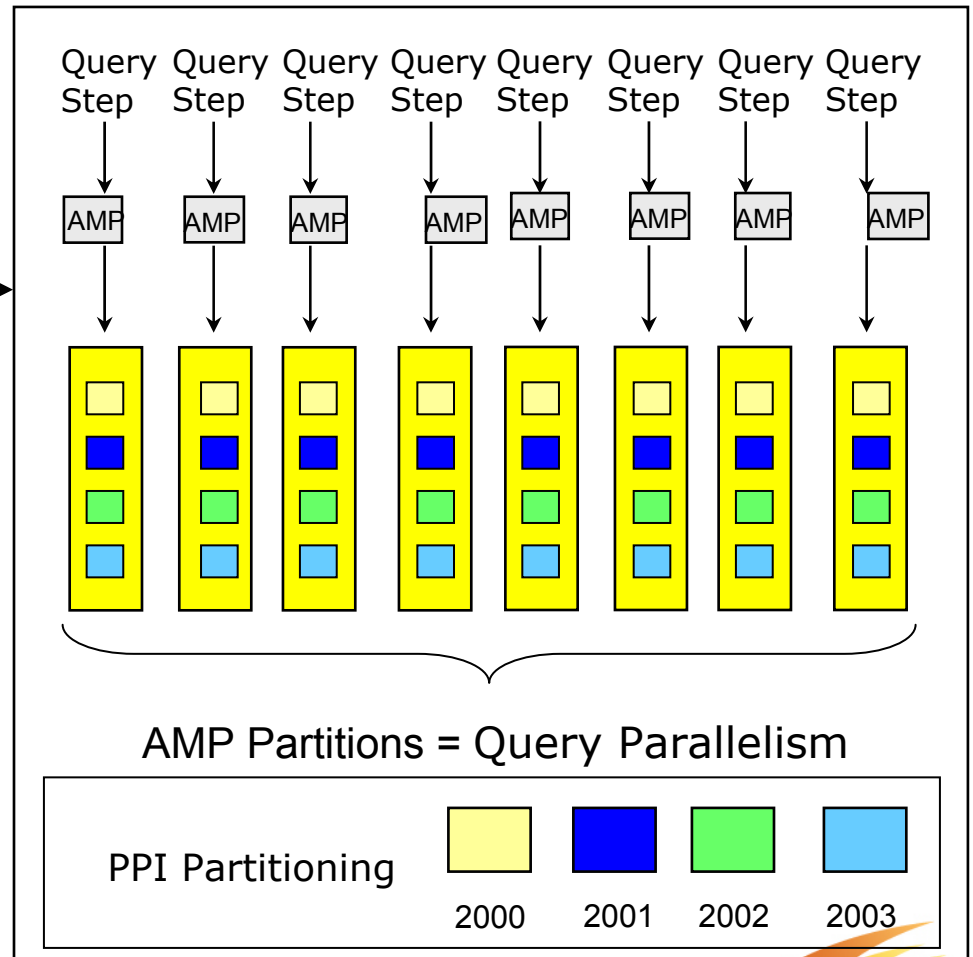 Query Query Query Query Query Query Query Query
Step Step Step Step Step Step Step Step
AMP AMP AMP AMP AMP AMP AMP AMP
AMP Partitions = Query Parallelism
PPI Partitioning
2000 2001 2002 2003